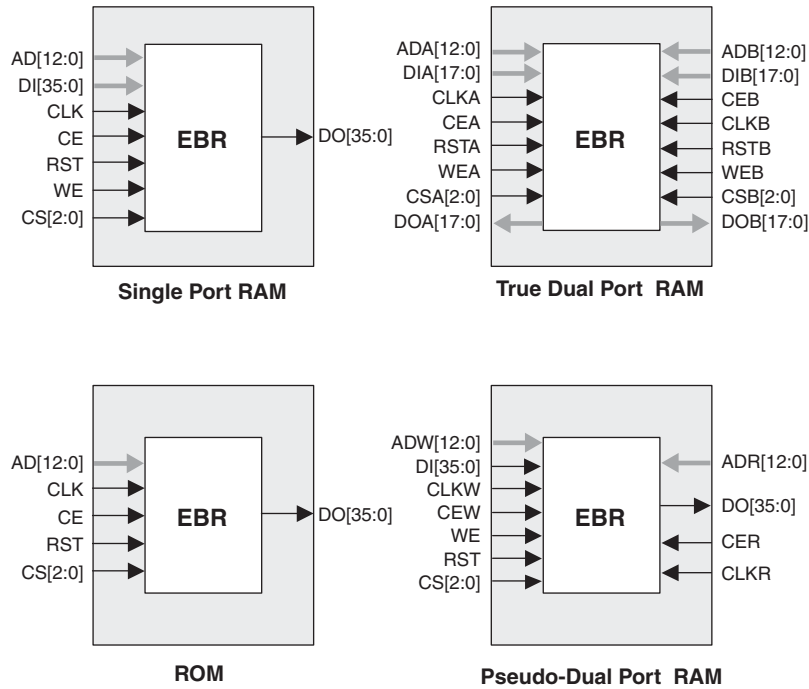 AD[12:0]
DI[35:0]
CLK
CE
RST
WE
CS[2:0]
EBR
DO[35:0]
Single Port RAM
ADA[12:0]
DIA[17:0]
CLKA
CEA
RSTA
WEA
CSA[2:0]
DOA[17:0]
EBR
ADB[12:0]
DIB[17:0]
CEB
CLKB
RSTB
WEB
CSB[2:0]
DOB[17:0]
True Dual Port RAM
AD[12:0]
CLK
CE
RST
CS[2:0]
EBR
DO[35:0]
ROM
ADW[12:0]
DI[35:0]
CLKW
CEW
WE
RST
CS[2:0]
EBR
ADR[12:0]
DO[35:0]
CER
CLKR
Pseudo-Dual Port RAM